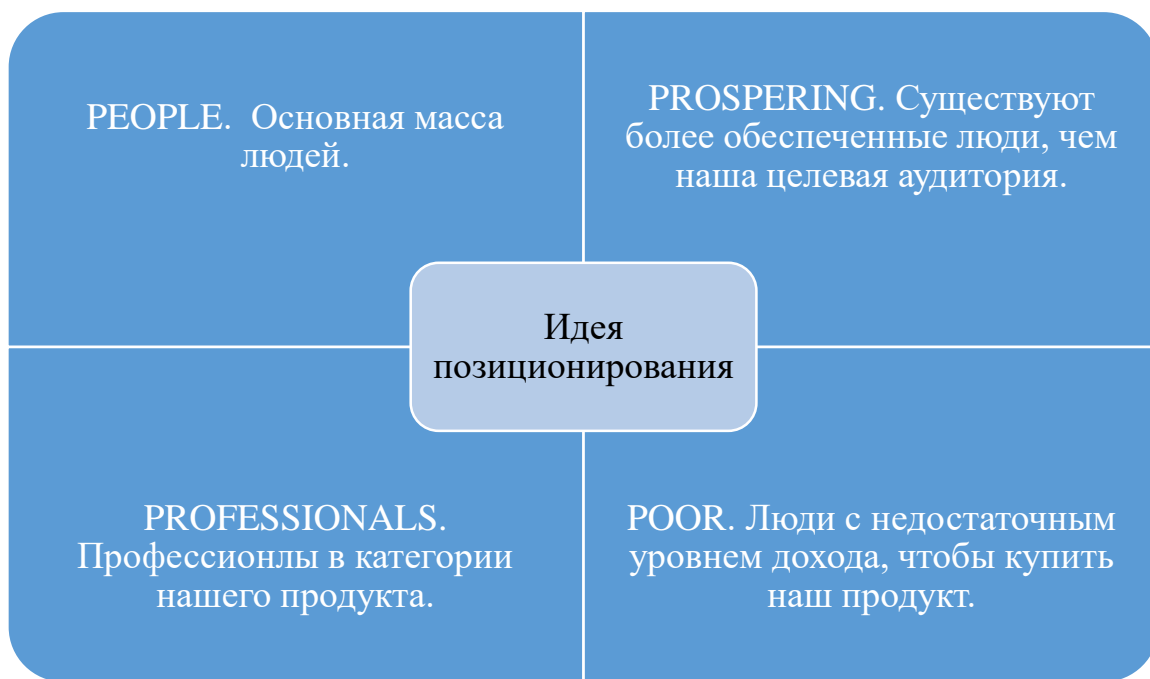 PEOPLE.  Основная масса
людей.
PROSPERING. Существуют
более обеспеченные люди, чем
наша целевая аудитория.
Идея
позиционирования
PROFESSIONALS.
Профессионлы в категории
нашего продукта.
POOR. Люди с недостаточным
уровнем дохода, чтобы купить
наш продукт.